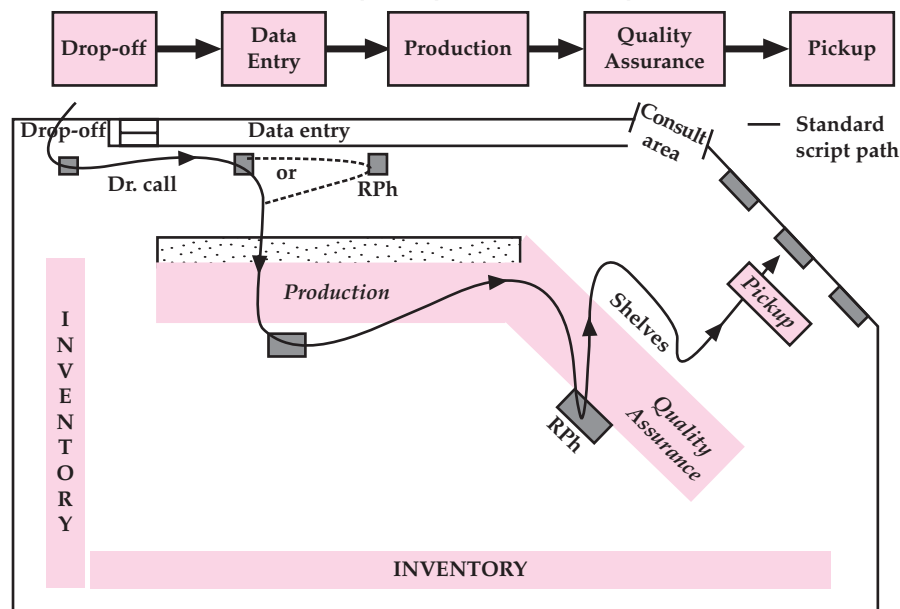 Drop-off
Data
Entry
Production
Quality
Assurance
Pickup
Drop-off
Data entry
Consult
area
Standard
script path
Dr. call
or
RPh
Production
Shelves
Pickup
RPh
Quality
Assurance
INVENTORY
INVENTORY